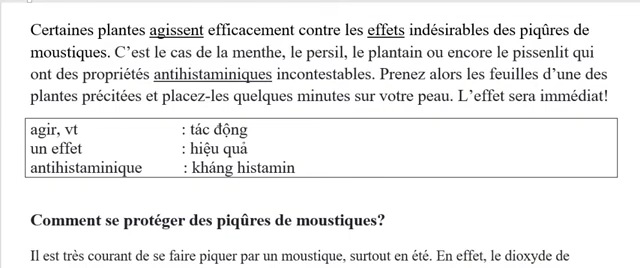 Certaines plantes agissent efficacement contre les effets indésirables des piqûres de
moustiques. C’est le cas de la menthe, le persil, le plantain ou encore le pissenlit qui
ont des propriétés antihistaminiques incontestables. Prenez alors les feuilles d’une des
plantes précitées et placez-les quelques minutes sur votre peau. L’effet sera immédiat!
agir, vt : tác động
un effet : hiệu quả
antihistaminique : kháng histamin
Comment se protéger des piqûres de moustiques?
Il est très courant de se faire piquer par un moustique, surtout en été. En effet, le dioxyde de